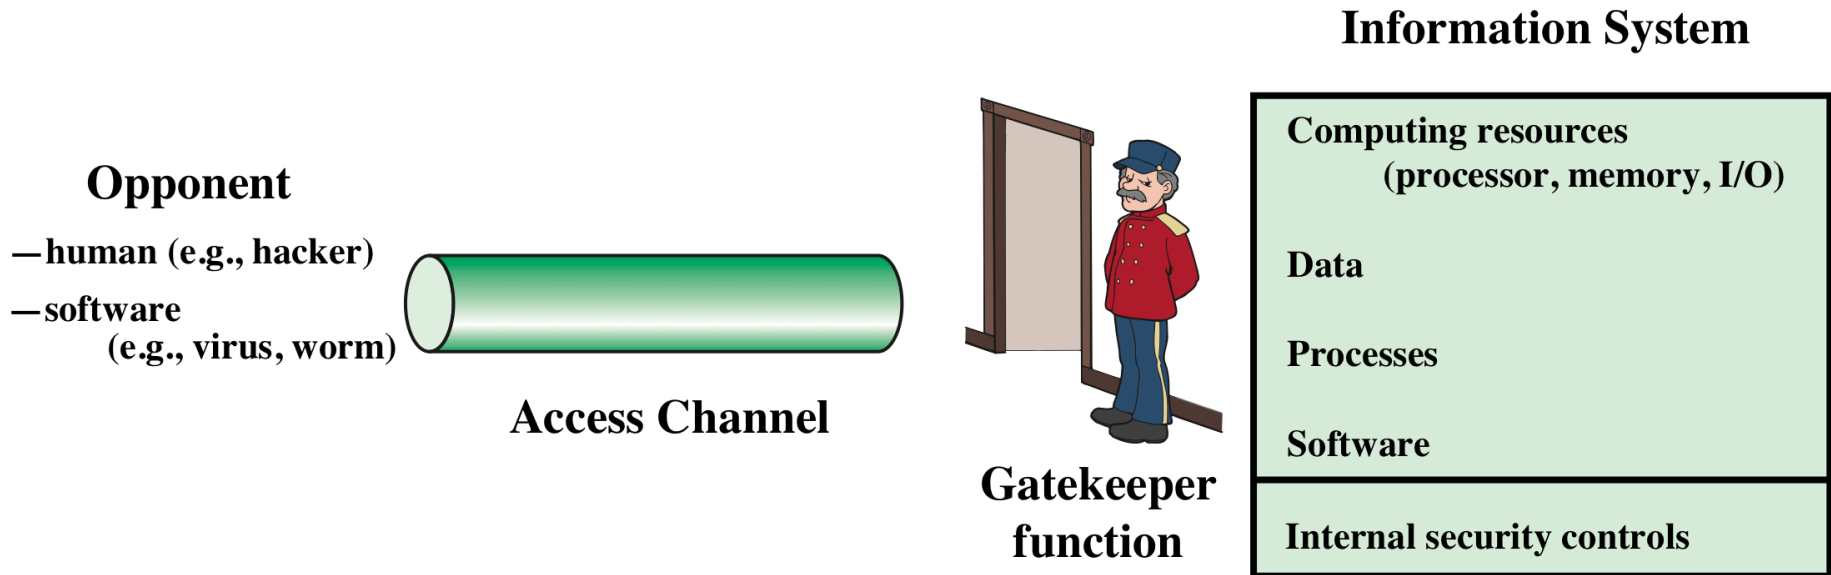 Information System
Opponent
—human (e.g., hacker)
—software
(e.g., virus, worm)
Access Channel
Gatekeeper
function
Computing resources
(processor, memory, I/O)
Data
Processes
Software
Internal security controls